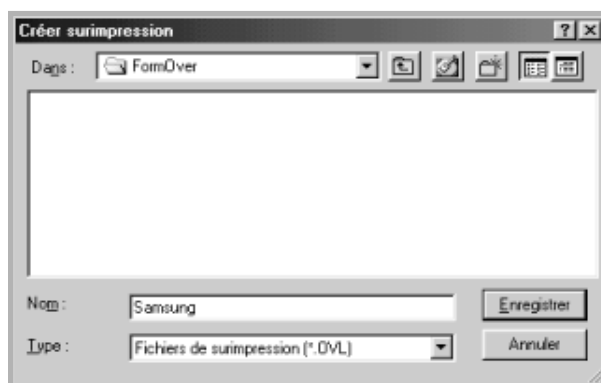 Créer surimpression
Dans :
FormOver
Nom :
Samsung
Enregistrer
Type :
Fichiers de surimpression (*.OVL)
Annuler